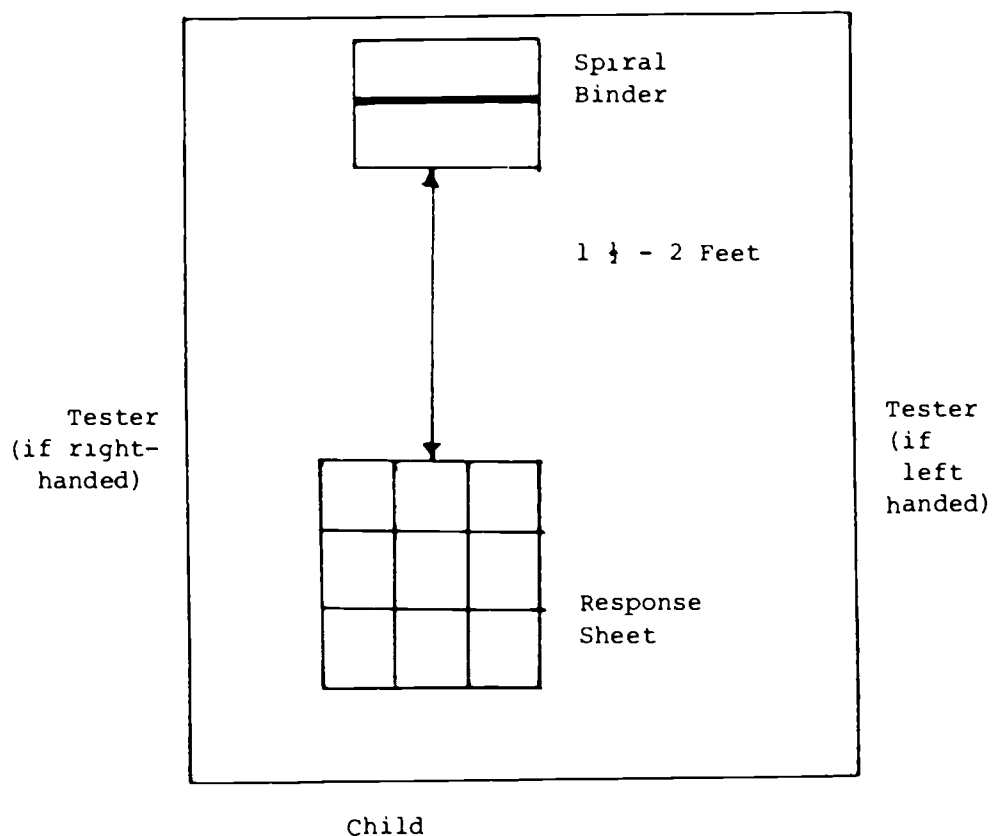 Spiral
Binder
1 ½ - 2 Feet
Tester
(if right-
handed)
Tester
(if
left
handed)
Response
Sheet
Child